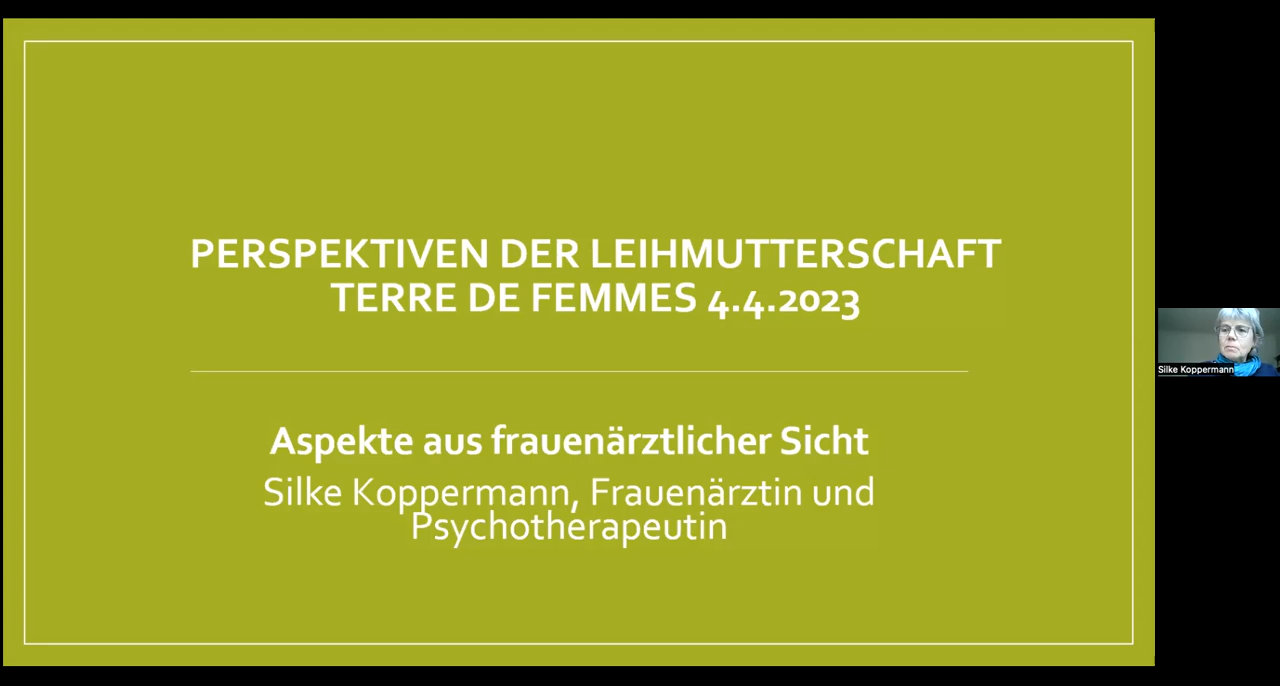 PERSPEKTIVEN DER LEIHMUTTERSCHAFT
TERRE DE FEMMES 4.4.2023
Aspekte aus frauenärztlicher Sicht
Silke Koppermann, Frauenärztin und
Psychotherapeutin
Silke Koppermann